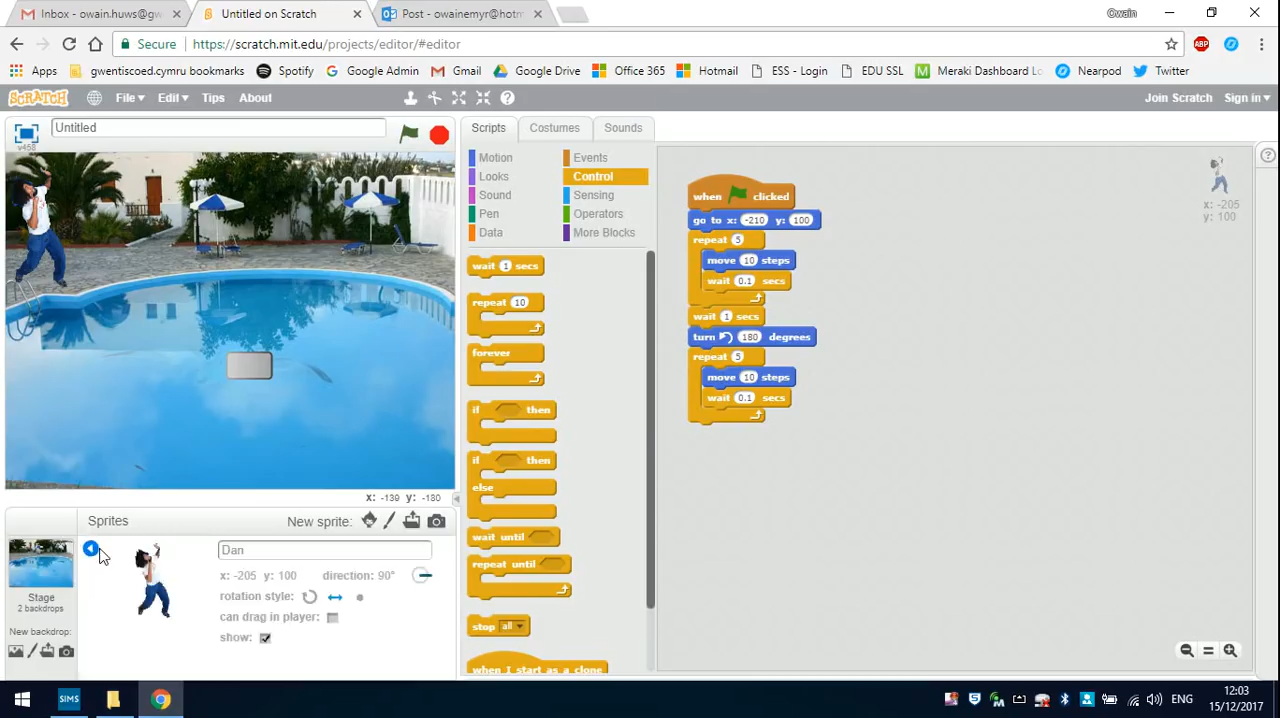 Inbox - owain.huws@gw
Untitled on Scratch
Post - owainemyr@hotm
Owain
Secure
https://scratch.mit.edu/projects/editor/#editor
ABP
Apps
gwentiscoed.cymru bookmarks
Spotify
Google Admin
Gmail
Google Drive
Office 365
Hotmail
ESS - Login
EDU SSL
Meraki Dashboard Lo
Nearpod
Twitter
SCRATCH
File
Edit
Tips
About
Join Scratch
Sign in
v458
Untitled
Scripts
Costumes
Sounds
Motion
Events
Looks
Control
Sound
Sensing
Pen
Operators
Data
More Blocks
wait 1 secs
repeat 10
forever
if then
if then
else
wait until
repeat until
stop all
when I start as a clone
when clicked
go to x: -210 y: 100
repeat 5
move 10 steps
wait 0.1 secs
wait 1 secs
turn 180 degrees
repeat 5
move 10 steps
wait 0.1 secs
x: -205
y: 100
x: -139 y: -180
Sprites
New sprite:
Stage
2 backdrops
New backdrop:
Dan
x: -205 y: 100 direction: 90°
rotation style:
can drag in player:
show:
SIMS
ENG
12:03
15/12/2017